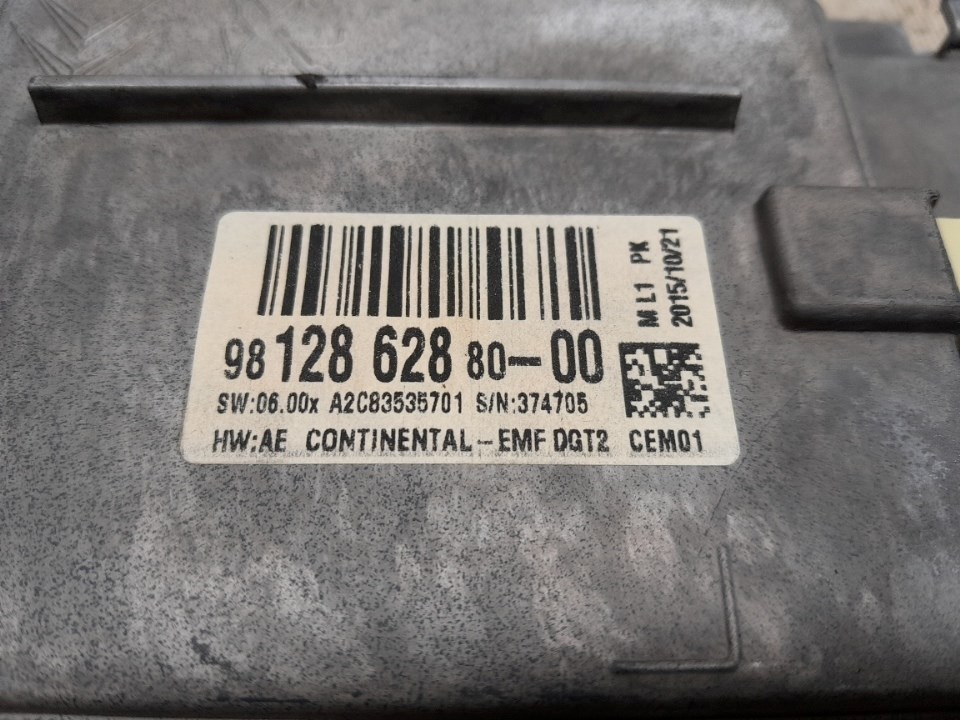 M L1 PK
2015/10/21
98 128 628 80-00
SW:06.00x A2C83535701 S/N:374705
HW:AE CONTINENTAL-EMF DGT2 CEM01